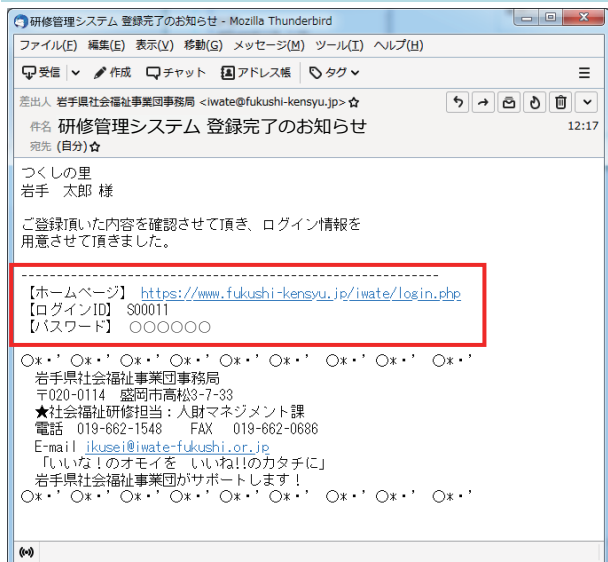 研修管理システム 登録完了のお知らせ - Mozilla Thunderbird
ファイル(F) 編集(E) 表示(V) 移動(G) メッセージ(M) ツール(T) ヘルプ(H)
受信 作成 チャット アドレス帳 タグ
差出人 岩手県社会福祉事業団事務局 <iwate@fukushi-kensyu.jp>
件名 研修管理システム 登録完了のお知らせ 12:17
宛先 (自分)
つくしの里
岩手 太郎 様
ご登録頂いた内容を確認させて頂き、ログイン情報を
用意させて頂きました。
------------------------------------------------------
【ホームページ】 https://www.fukushi-kensyu.jp/iwate/login.php
【ログインID】 S00011
【パスワード】 ○○○○○○
○*・’○*・’○*・’○*・’○*・’○*・’ ○*・’ ○*・’ ○*・’
岩手県社会福祉事業団事務局
〒020-0114 盛岡市高松3-7-33
★社会福祉研修担当:人財マネジメント課
電話 019-662-1548 FAX 019-662-0686
E-mail ikusei@iwate-fukushi.or.jp
「いいな!のオモイを いいね!!のカタチに」
岩手県社会福祉事業団がサポートします!
○*・’○*・’○*・’○*・’○*・’○*・’ ○*・’ ○*・’ ○*・’